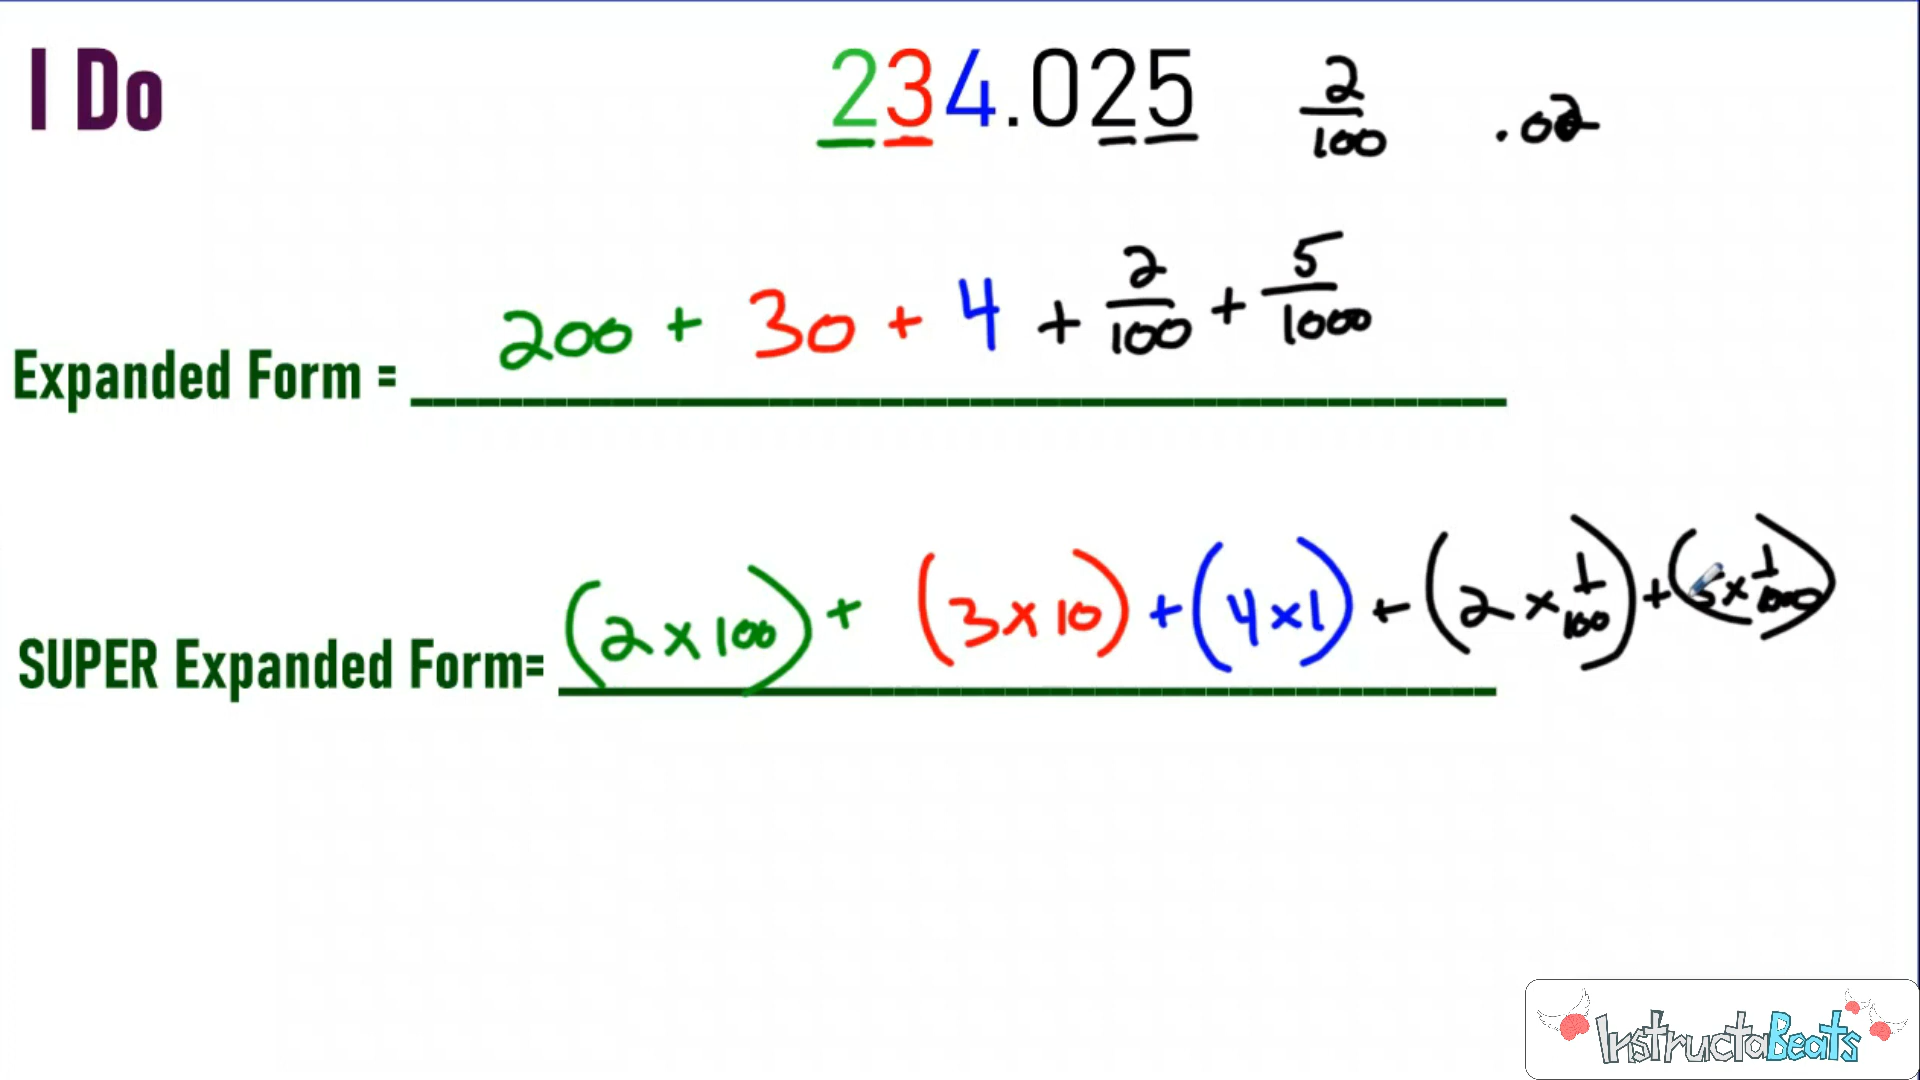 I Do
234.025 2/100 .02
Expanded Form = 200 + 30 + 4 + 2/100 + 5/1000
SUPER Expanded Form= (2 x 100) + (3 x 10) + (4 x 1) + (2 x 1/100) + (5 x 1/1000)
InstructaBeats